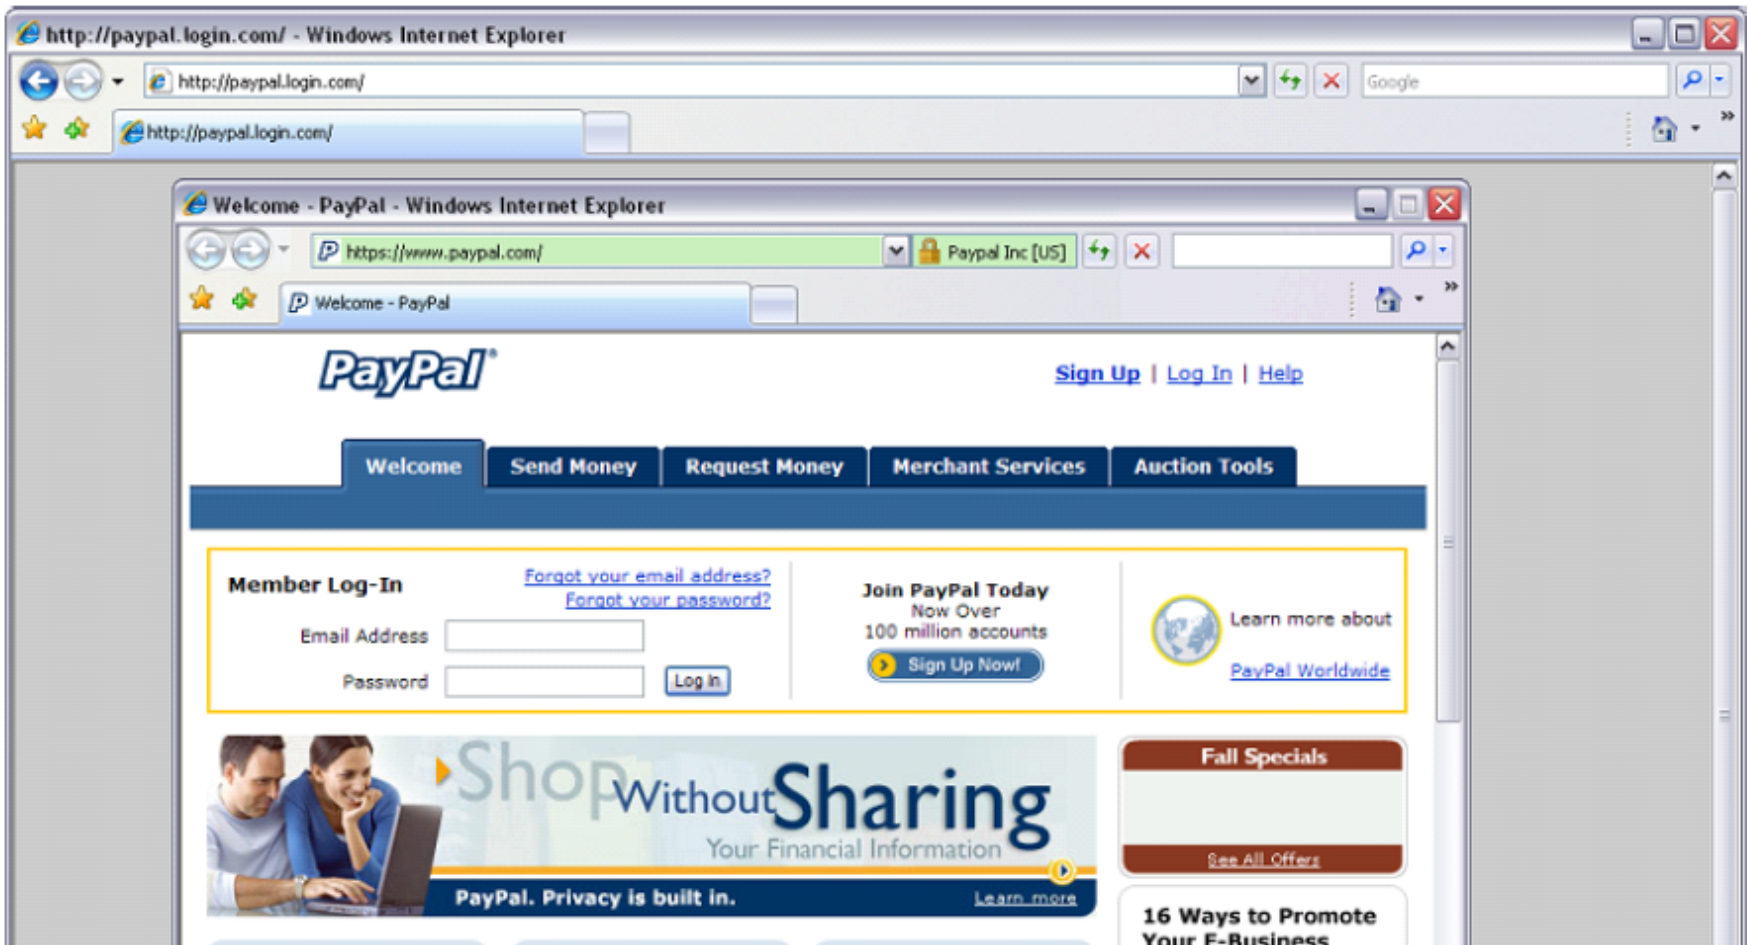 http://paypal.login.com/ - Windows Internet Explorer
http://paypal.login.com/
Google
http://paypal.login.com/
Welcome - PayPal - Windows Internet Explorer
https://www.paypal.com/
Paypal Inc [US]
Welcome - PayPal
PayPal®
Sign Up | Log In | Help
Welcome
Send Money
Request Money
Merchant Services
Auction Tools
Member Log-In
Forgot your email address?
Forgot your password?
Email Address
Password
Log In
Join PayPal Today
Now Over
100 million accounts
Sign Up Now!
Learn more about
PayPal Worldwide
Shop Without Sharing
Your Financial Information
PayPal. Privacy is built in.
Learn more
Fall Specials
See All Offers
16 Ways to Promote
Your E-Business